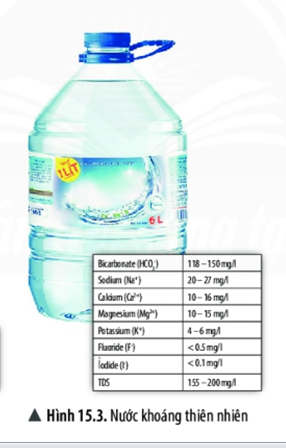 1 LÍT
6 L
Bicarbonate (HCO₃⁻) 118 – 150 mg/l
Sodium (Na⁺) 20 – 27 mg/l
Calcium (Ca²⁺) 10 – 16 mg/l
Magnesium (Mg²⁺) 10 – 15 mg/l
Potassium (K⁺) 4 – 6 mg/l
Fluoride (F⁻) < 0.5 mg/l
Iodide (I⁻) < 0.1 mg/l
TDS 155 – 200 mg/l
▲ Hình 15.3. Nước khoáng thiên nhiên